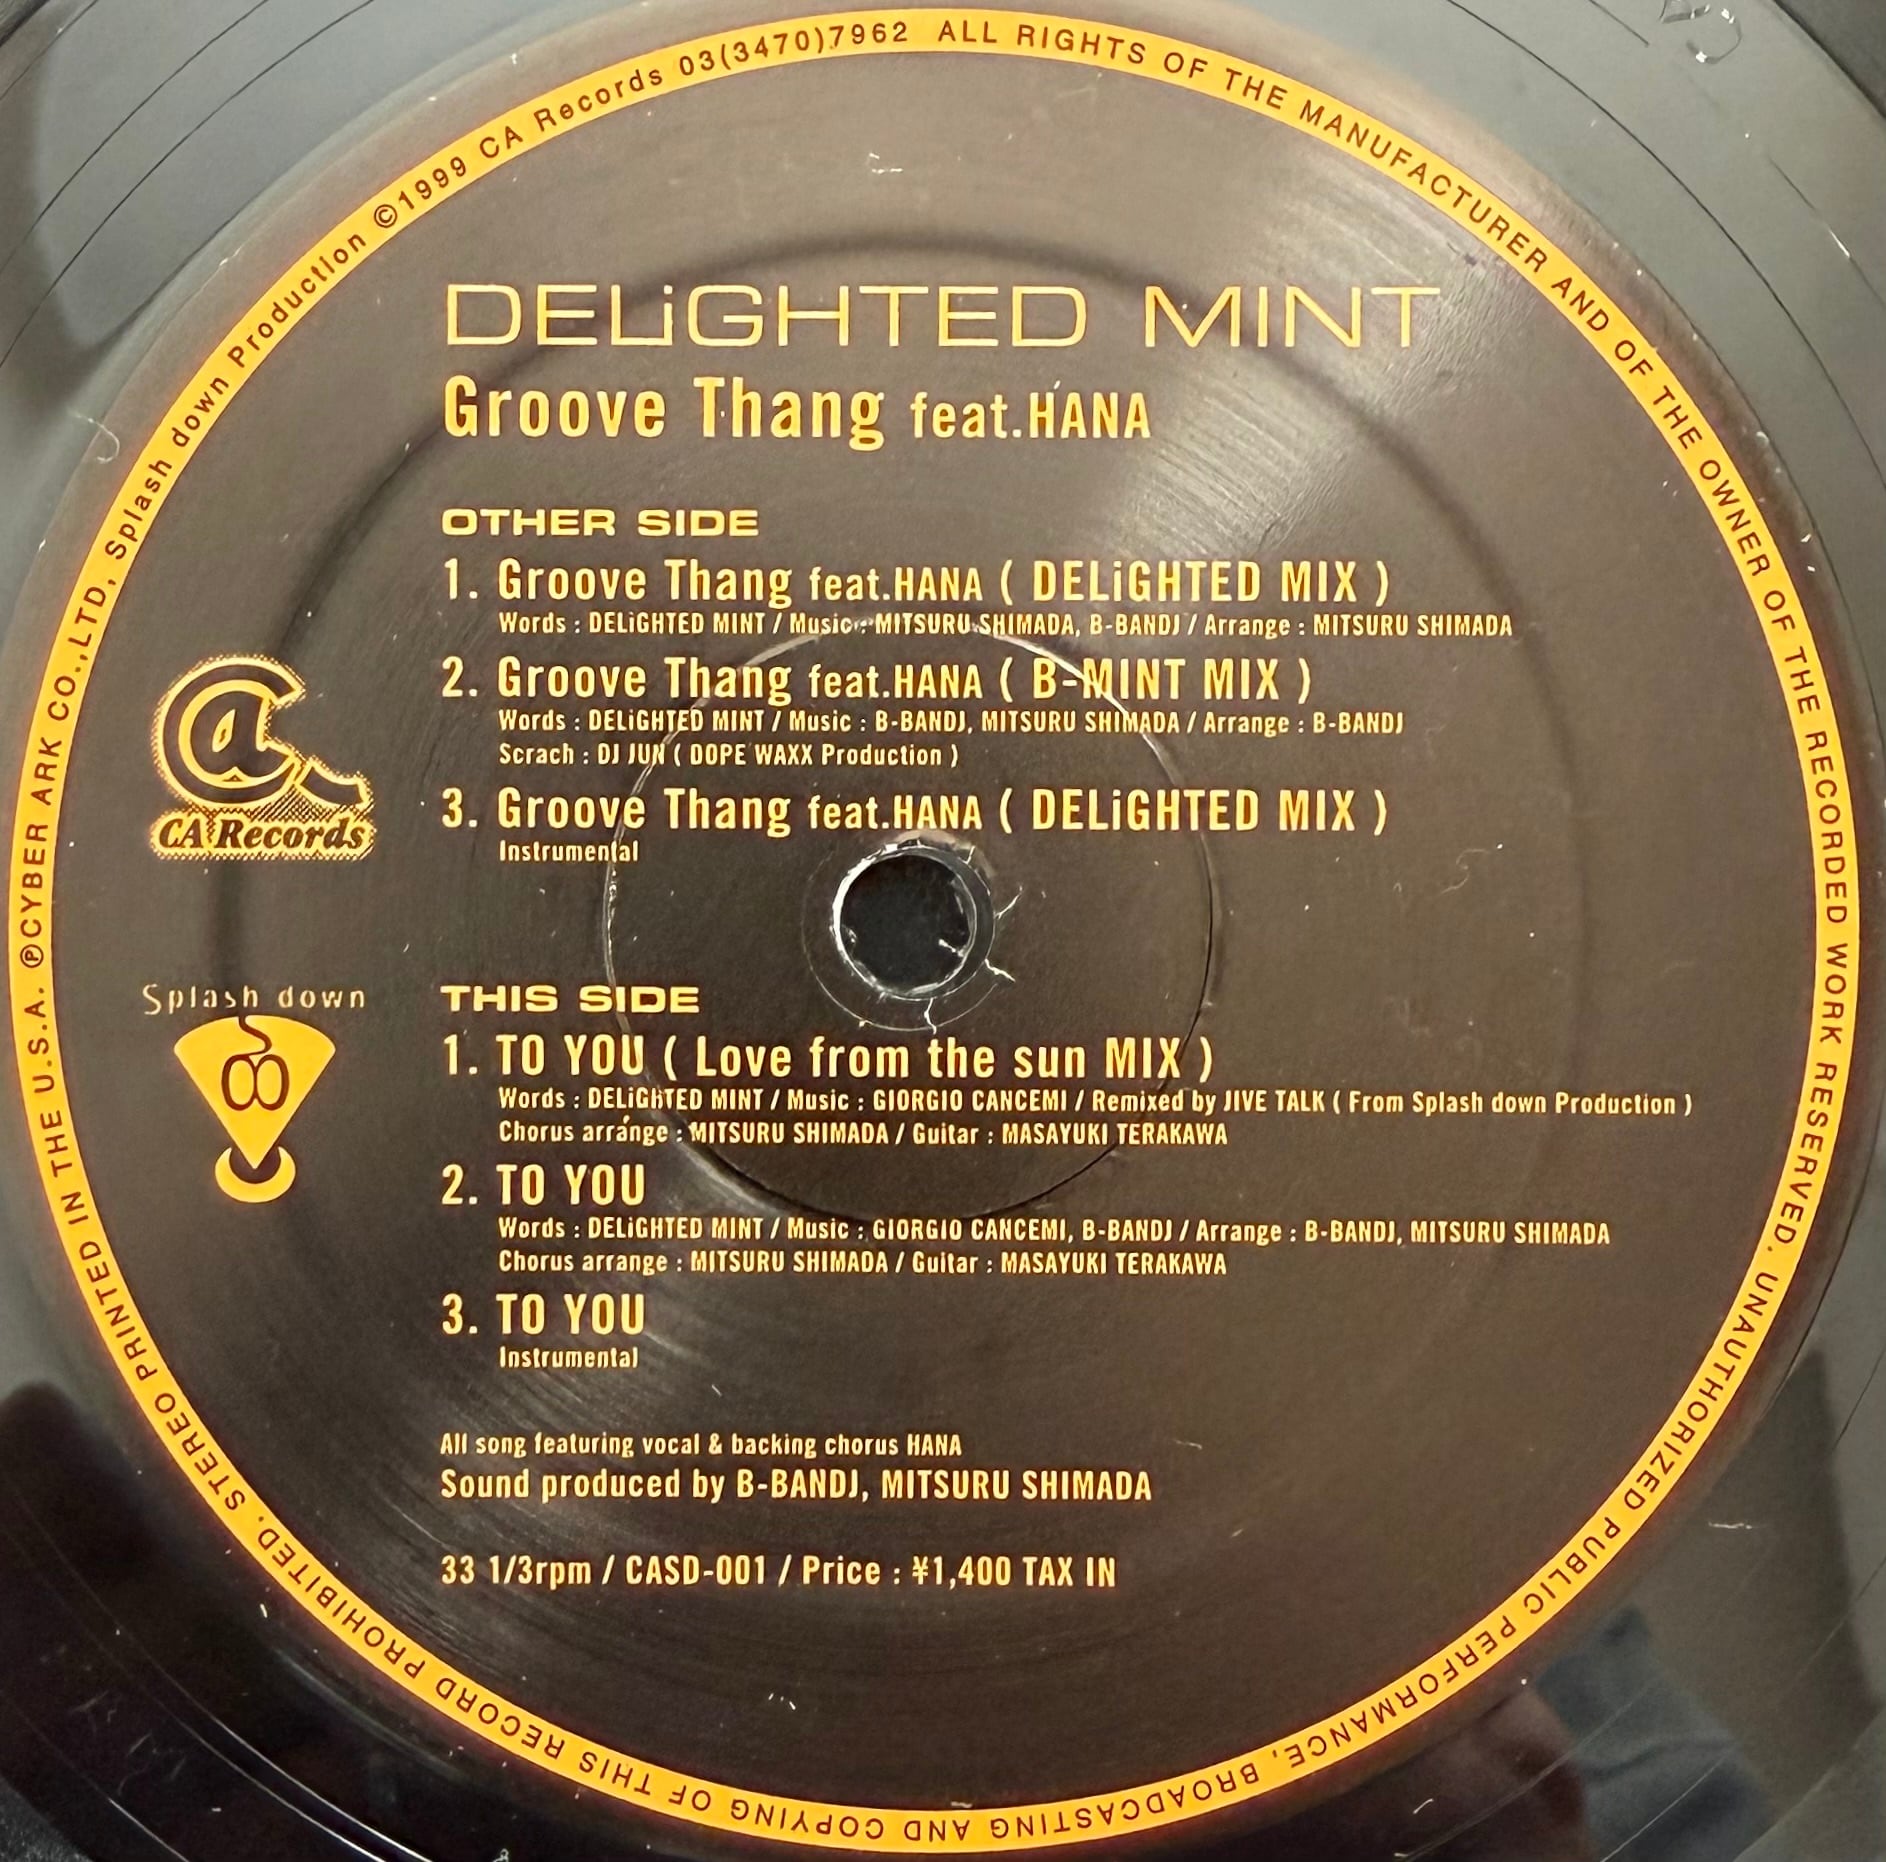 ℗CYBER ARK CO.,LTD, Splash down Production ©1999 CA Records 03(3470)7962 ALL RIGHTS OF THE MANUFACTURER AND OF THE OWNER OF THE RECORDED WORK RESERVED. UNAUTHORIZED PUBLIC PERFORMANCE, BROADCASTING AND COPYING OF THIS RECORD PROHIBITED. STEREO PRINTED IN THE U.S.A.
DELiGHTED MINT
Groove Thang feat.HANA
OTHER SIDE
1. Groove Thang feat.HANA ( DELiGHTED MIX )
Words : DELiGHTED MINT / Music : MITSURU SHIMADA, B-BANDJ / Arrange : MITSURU SHIMADA
2. Groove Thang feat.HANA ( B-MINT MIX )
Words : DELiGHTED MINT / Music : B-BANDJ, MITSURU SHIMADA / Arrange : B-BANDJ
Scrach : DJ JUN ( DOPE WAXX Production )
3. Groove Thang feat.HANA ( DELiGHTED MIX )
Instrumental
@
CA Records
Splash down
THIS SIDE
1. TO YOU ( Love from the sun MIX )
Words : DELiGHTED MINT / Music : GIORGIO CANCEMI / Remixed by JIVE TALK ( From Splash down Production )
Chorus arrange : MITSURU SHIMADA / Guitar : MASAYUKI TERAKAWA
2. TO YOU
Words : DELiGHTED MINT / Music : GIORGIO CANCEMI, B-BANDJ / Arrange : B-BANDJ, MITSURU SHIMADA
Chorus arrange : MITSURU SHIMADA / Guitar : MASAYUKI TERAKAWA
3. TO YOU
Instrumental
All song featuring vocal & backing chorus HANA
Sound produced by B-BANDJ, MITSURU SHIMADA
33 1/3rpm / CASD-001 / Price : ¥1,400 TAX IN